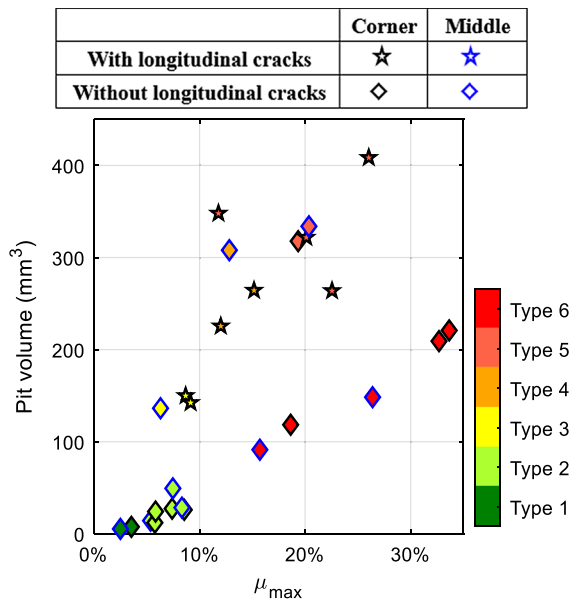 Corner Middle
With longitudinal cracks
Without longitudinal cracks
400
300
200
100
0
Pit volume (mm³)
0% 10% 20% 30%
μmax
Type 6
Type 5
Type 4
Type 3
Type 2
Type 1